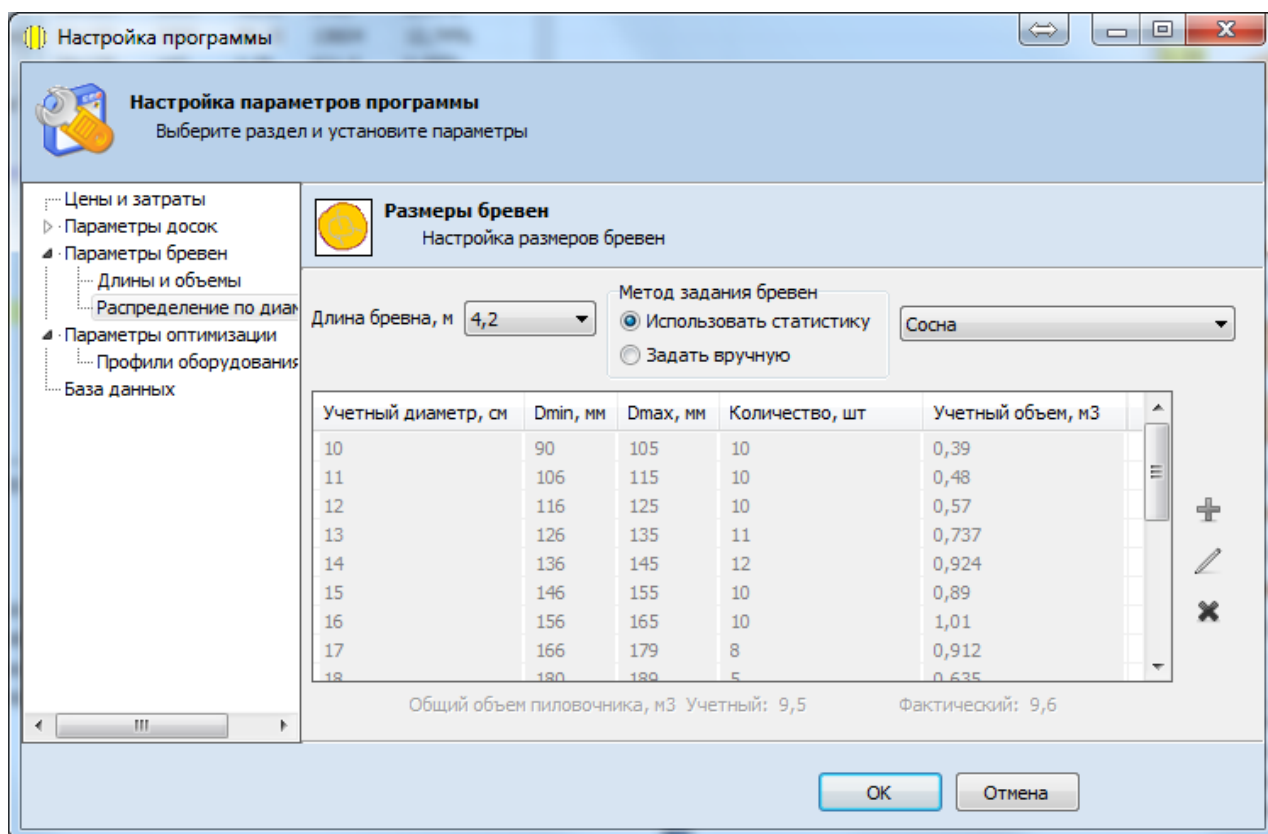 Настройка программы
Настройка параметров программы
Выберите раздел и установите параметры
Цены и затраты
Параметры досок
Параметры бревен
Длины и объемы
Распределение по диам
Параметры оптимизации
Профили оборудования
База данных
Размеры бревен
Настройка размеров бревен
Длина бревна, м 4,2
Метод задания бревен
Использовать статистику
Задать вручную
Сосна
Учетный диаметр, см Dmin, мм Dmax, мм Количество, шт Учетный объем, м3
10 90 105 10 0,39
11 106 115 10 0,48
12 116 125 10 0,57
13 126 135 11 0,737
14 136 145 12 0,924
15 146 155 10 0,89
16 156 165 10 1,01
17 166 179 8 0,912
18 180 189 5 0,635
Общий объем пиловочника, м3 Учетный: 9,5 Фактический: 9,6
OK Отмена